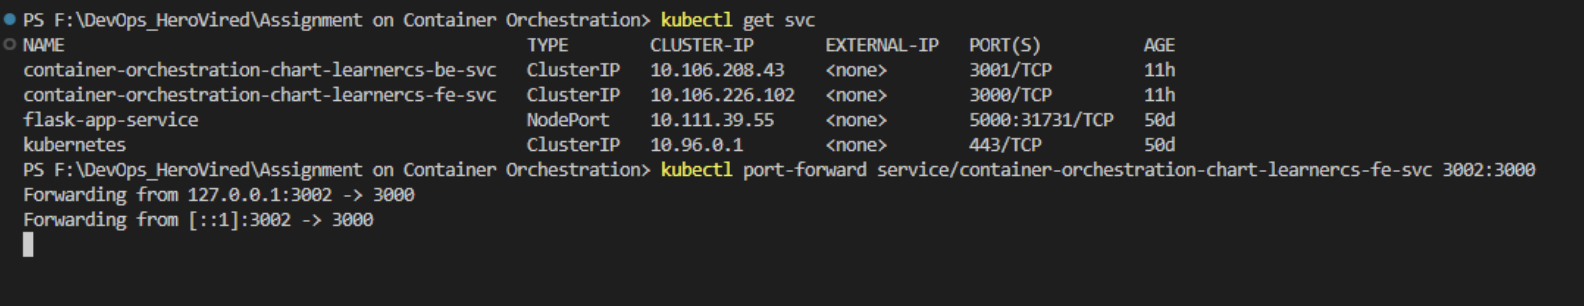 PS F:\DevOps_HeroVired\Assignment on Container Orchestration> kubectl get svc
NAME TYPE CLUSTER-IP EXTERNAL-IP PORT(S) AGE
container-orchestration-chart-learnercs-be-svc ClusterIP 10.106.208.43 <none> 3001/TCP 11h
container-orchestration-chart-learnercs-fe-svc ClusterIP 10.106.226.102 <none> 3000/TCP 11h
flask-app-service NodePort 10.111.39.55 <none> 5000:31731/TCP 50d
kubernetes ClusterIP 10.96.0.1 <none> 443/TCP 50d
PS F:\DevOps_HeroVired\Assignment on Container Orchestration> kubectl port-forward service/container-orchestration-chart-learnercs-fe-svc 3002:3000
Forwarding from 127.0.0.1:3002 -> 3000
Forwarding from [::1]:3002 -> 3000